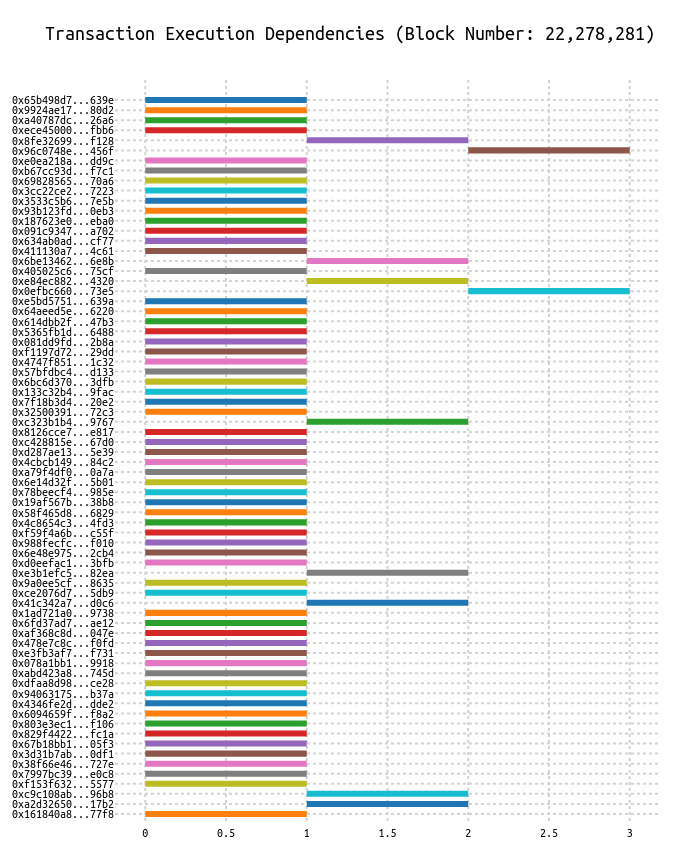 Transaction Execution Dependencies (Block Number: 22,278,281)
0x65b498d7...639e
0x9924ae17...80d2
0xa40787dc...26a6
0xece45000...fbb6
0x8fe32699...f128
0x96c0748e...456f
0xe0ea218a...dd9c
0xb67cc93d...f7c1
0x69828565...70a6
0x3cc22ce2...7223
0x3533c5b6...7e5b
0x93b123fd...0eb3
0x187623e0...eba0
0x091c9347...a702
0x634ab0ad...cf77
0x411130a7...4c61
0x6be13462...6e8b
0x405025c6...75cf
0xe84ec882...4320
0x0efbc660...73e5
0xe5bd5751...639a
0x64aeed5e...6220
0x614dbb2f...47b3
0x5365fb1d...6488
0x081dd9fd...2b8a
0xf1197d72...29dd
0x4747f851...1c32
0x57bfdbc4...d133
0x6bc6d370...3dfb
0x133c32b4...9fac
0x7f18b3d4...20e2
0x32500391...72c3
0xc323b1b4...9767
0x8126cce7...e817
0xc428815e...67d0
0xd287ae13...5e39
0x4cbcb149...84c2
0xa79f4df0...0a7a
0x6e14d32f...5b01
0x78beecf4...985e
0x19af567b...38b8
0x58f465d8...6829
0x4c8654c3...4fd3
0xf59f4a6b...c55f
0x988fecfc...f010
0x6e48e975...2cb4
0xd0eefac1...3bfb
0xe3b1efc5...82ea
0x9a0ee5cf...8635
0xce2076d7...5db9
0x41c342a7...d0c6
0x1ad721a0...9738
0x6fd37ad7...ae12
0xaf368c8d...047e
0x478e7c8c...f0fd
0xe3fb3af7...f731
0x078a1bb1...9918
0xabd423a8...745d
0xdfaa8d98...ce28
0x94063175...b37a
0x4346fe2d...dde2
0x6094659f...f8a2
0x803e3ec1...f106
0x829f4422...fc1a
0x67b18bb1...05f3
0x3d31b7ab...0df1
0x38f66e46...727e
0x7997bc39...e0c8
0xf153f632...5577
0xc9c108ab...96b8
0xa2d32650...17b2
0x161840a8...77f8
0 0.5 1 1.5 2 2.5 3